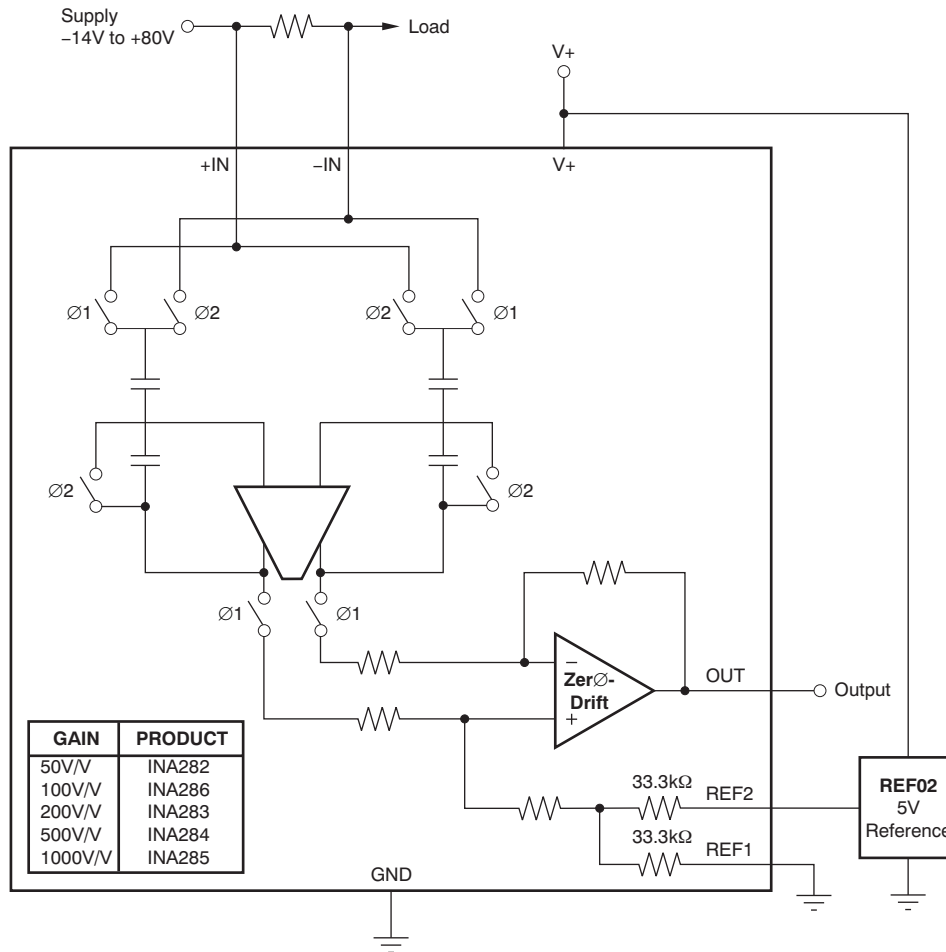 Supply
–14V to +80V
Load
V+
+IN
–IN
V+
Ø1
Ø2
Ø2
Ø1
Ø2
Ø2
Ø1
Ø1
–
ZerØ-
Drift
+
OUT
Output
GAIN PRODUCT
50V/V INA282
100V/V INA286
200V/V INA283
500V/V INA284
1000V/V INA285
33.3kΩ
REF2
33.3kΩ
REF1
REF02
5V
Reference
GND